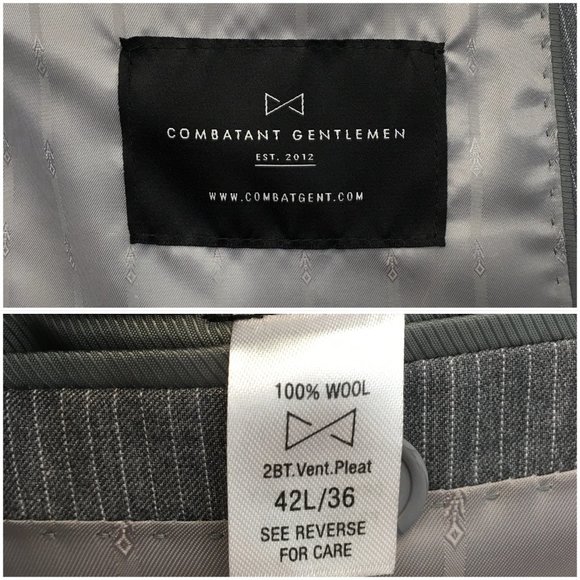 COMBATANT GENTLEMEN
EST. 2012
WWW.COMBATGENT.COM
100% WOOL
2BT.Vent.Pleat
42L/36
SEE REVERSE
FOR CARE